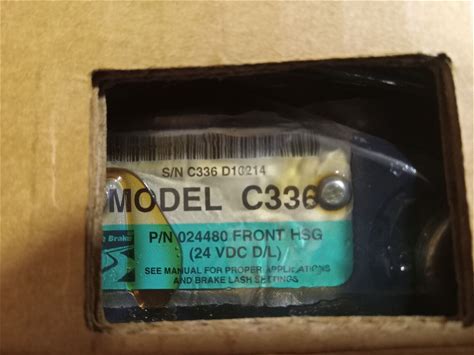 S/N C336 D10214
MODEL C336
P/N 024480 FRONT HSG
(24 VDC D/L)
SEE MANUAL FOR PROPER APPLICATIONS
AND BRAKE LASH SETTINGS